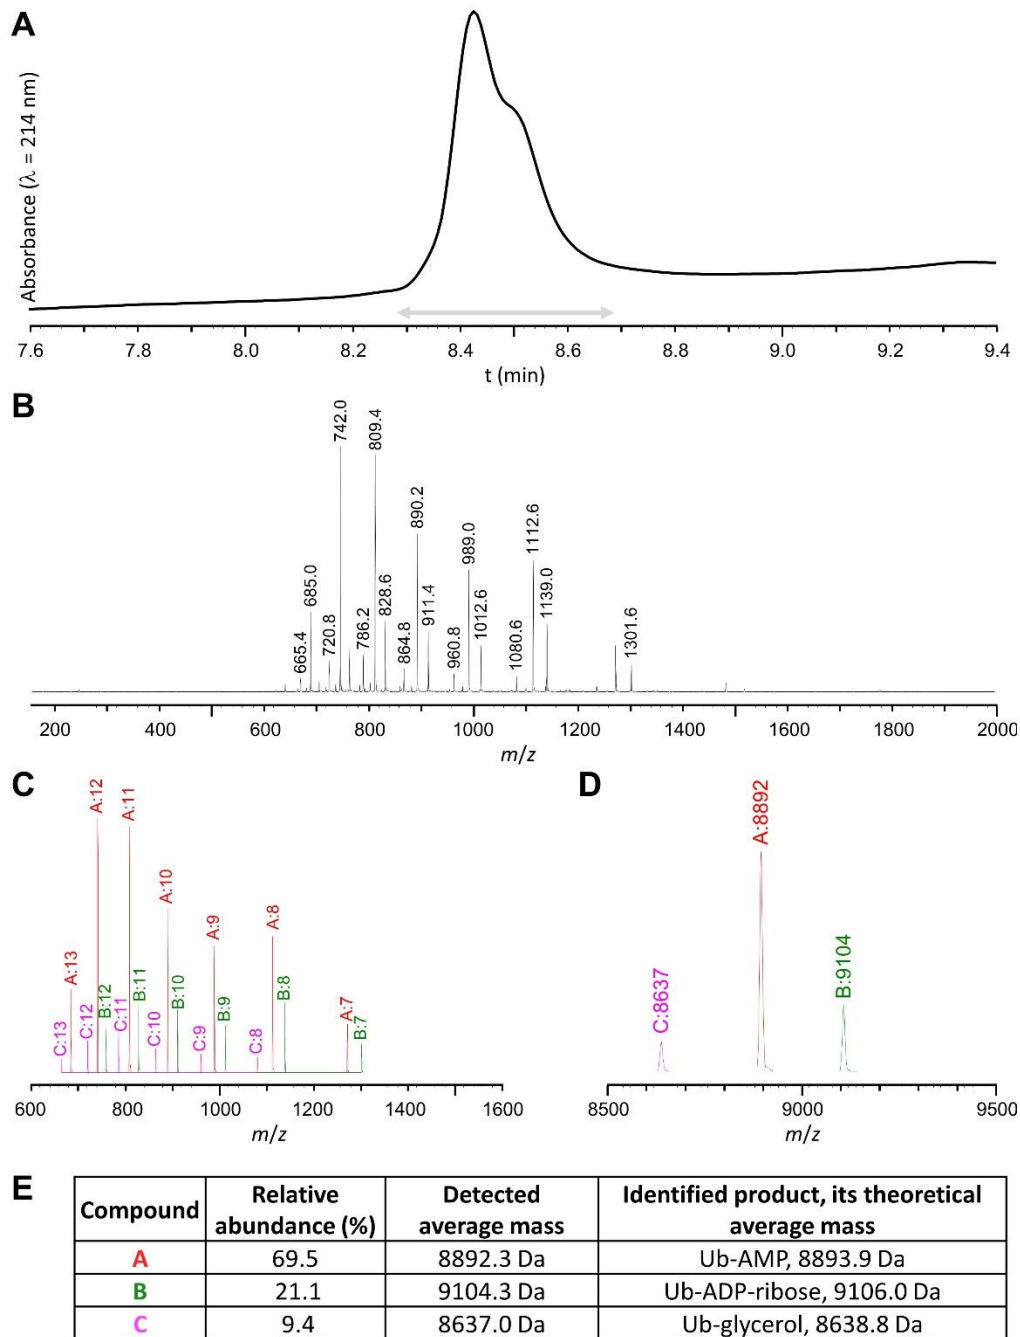 A
Absorbance (λ = 214 nm)
7.6 7.8 8.0 8.2 8.4 8.6 8.8 9.0 9.2 9.4
t (min)
B
665.4
685.0
720.8
742.0
786.2
809.4
828.6
864.8
890.2
911.4
960.8
989.0
1012.6
1080.6
1112.6
1139.0
1301.6
200 400 600 800 1000 1200 1400 1600 1800 2000
m/z
C
C:13
A:13
C:12
A:12
B:12
C:11
A:11
B:11
C:10
A:10
B:10
C:9
A:9
B:9
C:8
A:8
B:8
A:7
B:7
600 800 1000 1200 1400 1600
m/z
D
C:8637
A:8892
B:9104
8500 9000 9500
m/z
E
Compound Relative abundance (%) Detected average mass Identified product, its theoretical average mass
A 69.5 8892.3 Da Ub-AMP, 8893.9 Da
B 21.1 9104.3 Da Ub-ADP-ribose, 9106.0 Da
C 9.4 8637.0 Da Ub-glycerol, 8638.8 Da